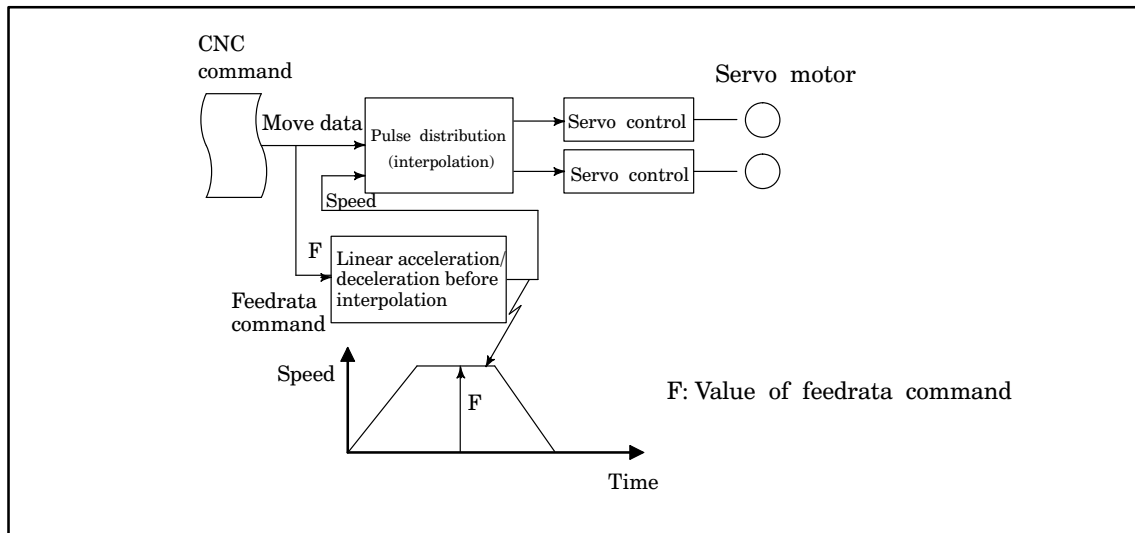 CNC
command
Servo motor
Move data
Pulse distribution
(interpolation)
Servo control
Servo control
Speed
F
Linear acceleration/
deceleration before
interpolation
Feedrata
command
Speed
F
F: Value of feedrata command
Time